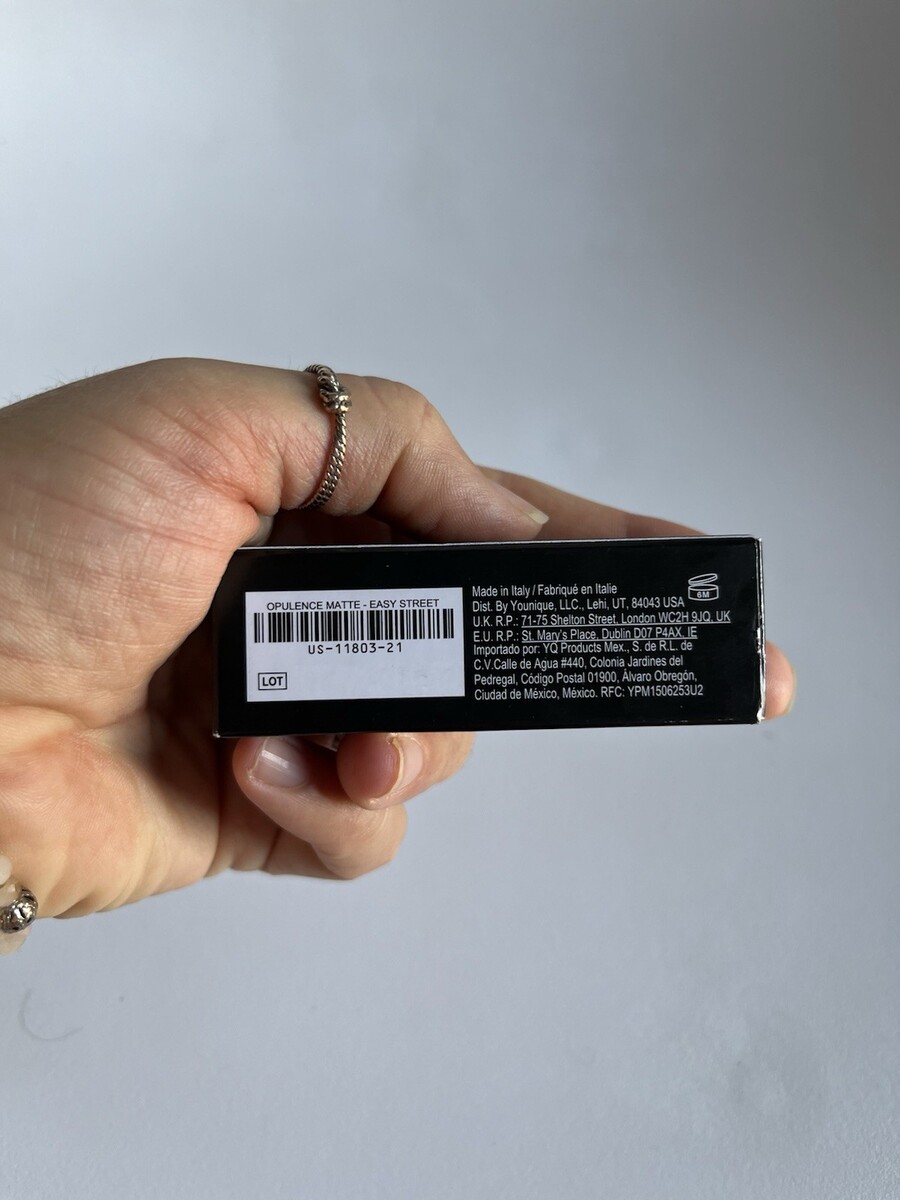 OPULENCE MATTE - EASY STREET
US-11803-21
LOT
Made in Italy / Fabriqué en Italie
Dist. By Younique, LLC., Lehi, UT, 84043 USA
U.K. R.P.: 71-75 Shelton Street, London WC2H 9JQ, UK
E.U. R.P.: St. Mary's Place, Dublin D07 P4AX, IE
Importado por: YQ Products Mex., S. de R.L. de
C.V.Calle de Agua #440, Colonia Jardines del
Pedregal, Código Postal 01900, Álvaro Obregón,
Ciudad de México, México. RFC: YPM1506253U2
6M